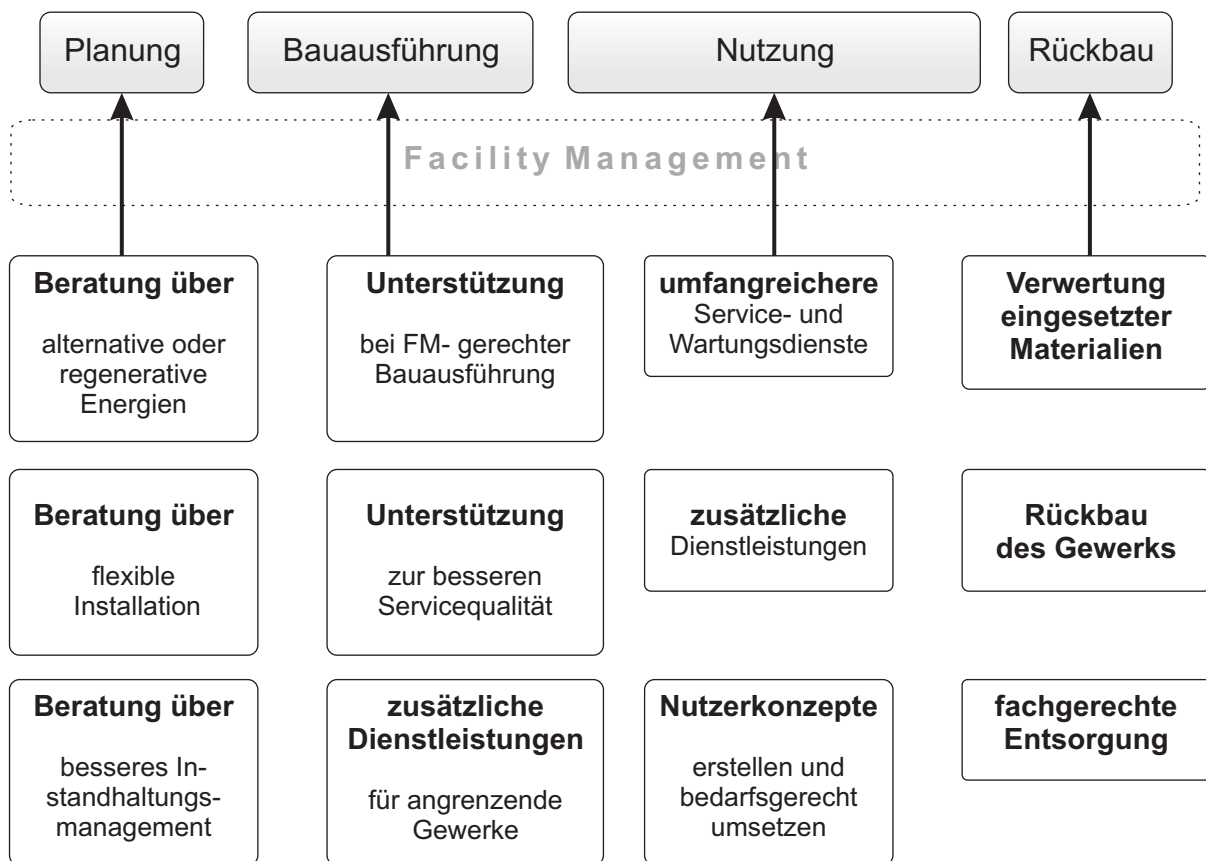 Planung
Bauausführung
Nutzung
Rückbau
Facility Management
Beratung über
alternative oder
regenerative
Energien
Unterstützung
bei FM- gerechter
Bauausführung
umfangreichere
Service- und
Wartungsdienste
Verwertung
eingesetzter
Materialien
Beratung über
flexible
Installation
Unterstützung
zur besseren
Servicequalität
zusätzliche
Dienstleistungen
Rückbau
des Gewerks
Beratung über
besseres In-
standhaltungs-
management
zusätzliche
Dienstleistungen
für angrenzende
Gewerke
Nutzerkonzepte
erstellen und
bedarfsgerecht
umsetzen
fachgerechte
Entsorgung